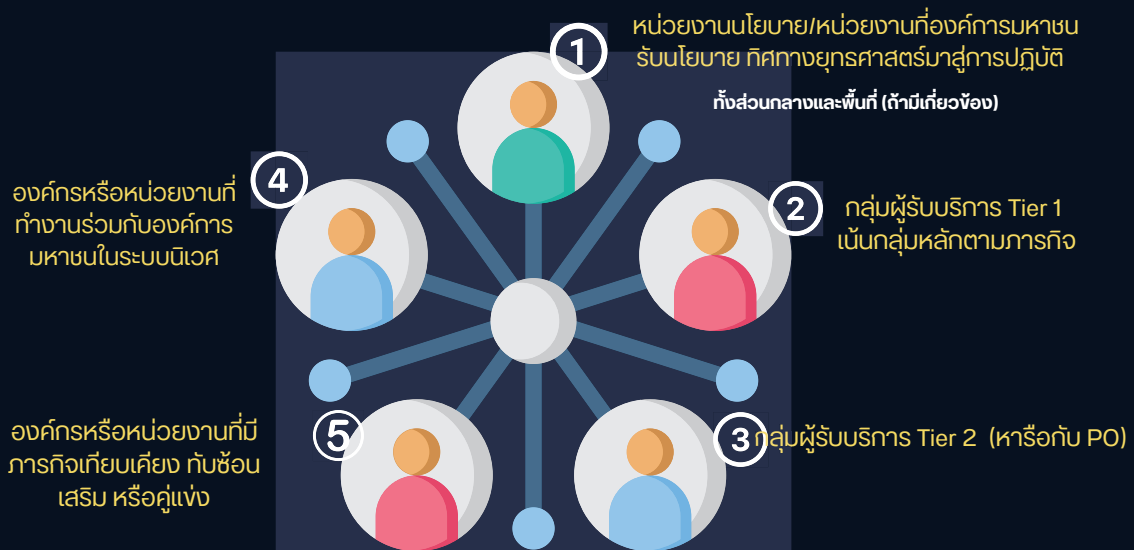 1
หน่วยงานนโยบาย/หน่วยงานที่องค์การมหาชน
รับนโยบาย ทิศทางยุทธศาสตร์มาสู่การปฏิบัติ
ทั้งส่วนกลางและพื้นที่ (ถ้ามีเกี่ยวข้อง)
2
กลุ่มผู้รับบริการ Tier 1
เน้นกลุ่มหลักตามภารกิจ
3
กลุ่มผู้รับบริการ Tier 2 (หารือกับ PO)
4
องค์กรหรือหน่วยงานที่
ทำงานร่วมกับองค์การ
มหาชนในระบบนิเวศ
5
องค์กรหรือหน่วยงานที่มี
ภารกิจเทียบเคียง ทับซ้อน
เสริม หรือคู่แข่ง